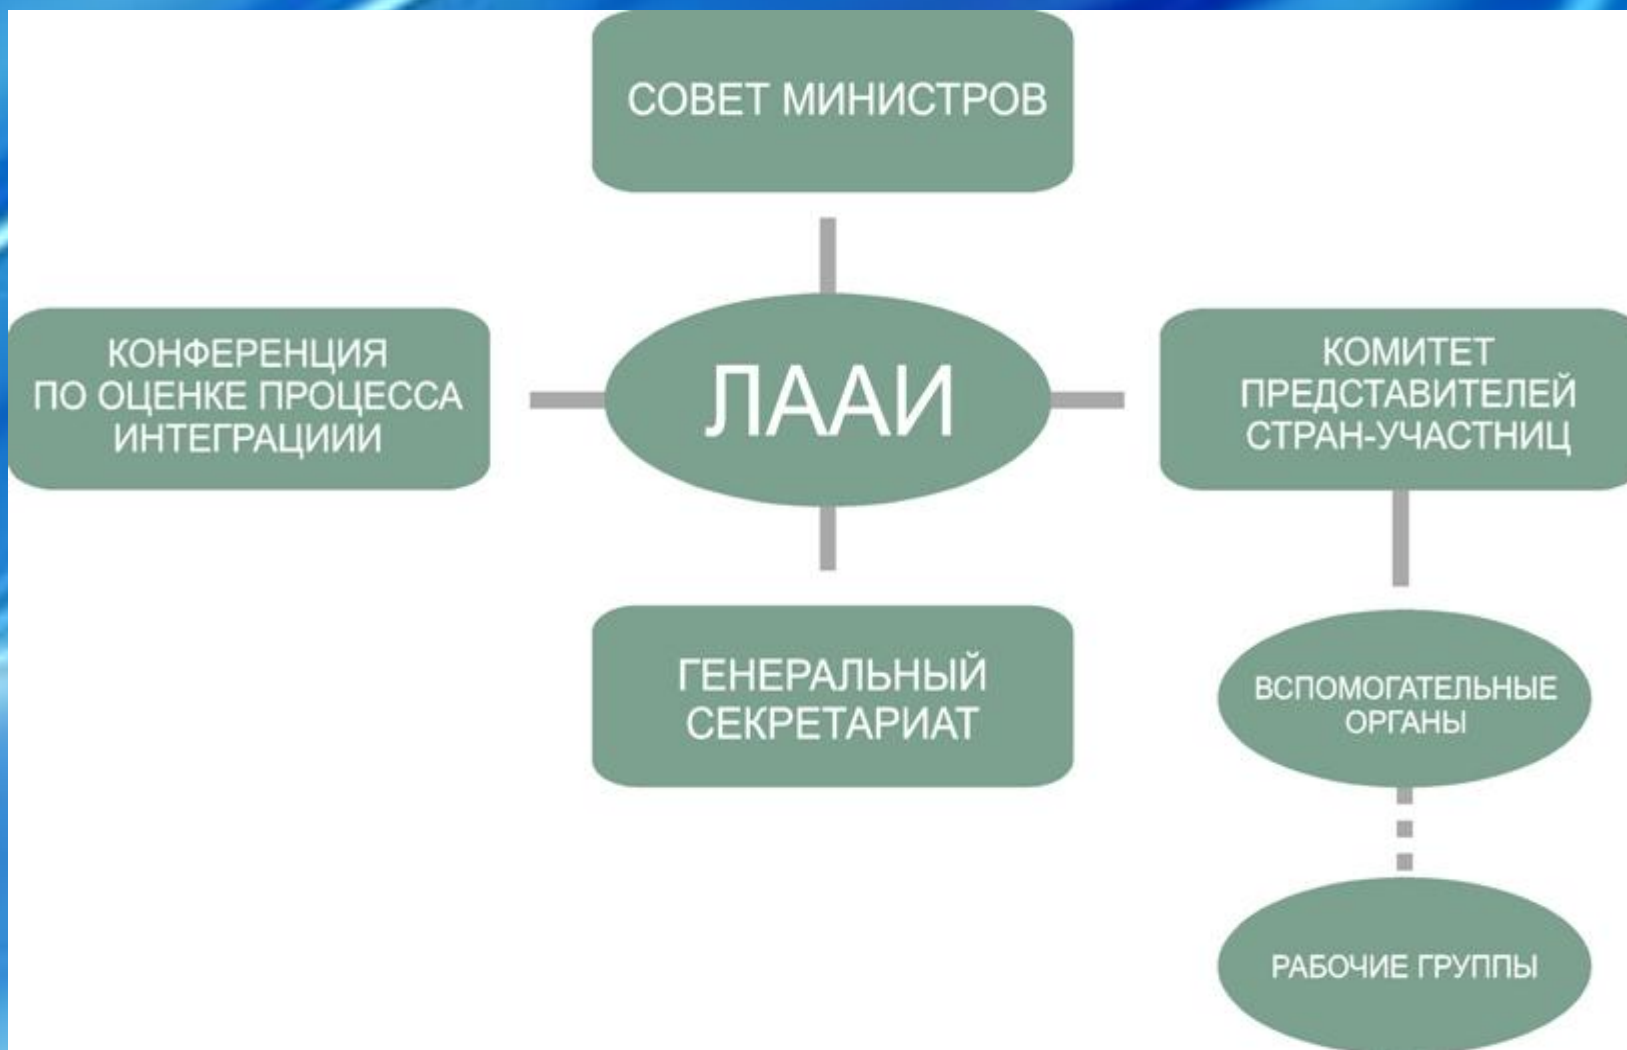 СОВЕТ МИНИСТРОВ
КОНФЕРЕНЦИЯ
ПО ОЦЕНКЕ ПРОЦЕССА
ИНТЕГРАЦИИИ
ЛААИ
КОМИТЕТ
ПРЕДСТАВИТЕЛЕЙ
СТРАН-УЧАСТНИЦ
ГЕНЕРАЛЬНЫЙ
СЕКРЕТАРИАТ
ВСПОМОГАТЕЛЬНЫЕ
ОРГАНЫ
РАБОЧИЕ ГРУППЫ